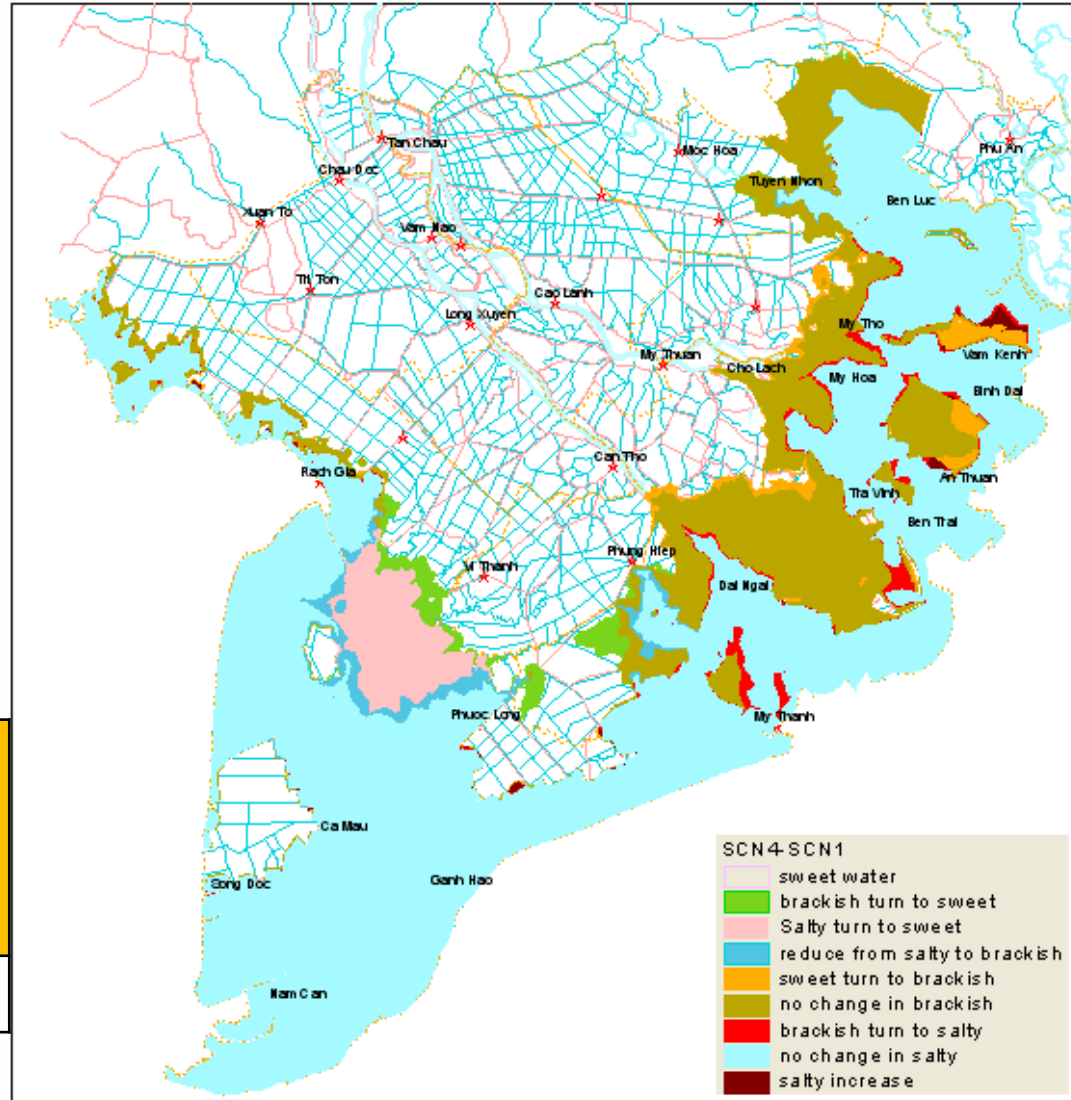 Tan Chau
Moc Hoa
Phu An
Chau Doc
Tuyen Nhon
Xuan To
Ben Luc
Vam Nao
Tri Ton
Cao Lanh
Long Xuyen
My Tho
Vam Kenh
My Thuan
Cho Lach
My Hoa
Binh Dai
Can Tho
Rach Gia
An Thuan
Tra Vinh
Ben Trai
Phung Hiep
Vi Thanh
Dai Ngai
Phuoc Long
My Thanh
Ca Mau
Song Doc
Ganh Hao
Nam Can
SCN4-SCN1
sweet water
brackish turn to sweet
Salty turn to sweet
reduce from salty to brackish
sweet turn to brackish
no change in brackish
brackish turn to salty
no change in salty
salty increase